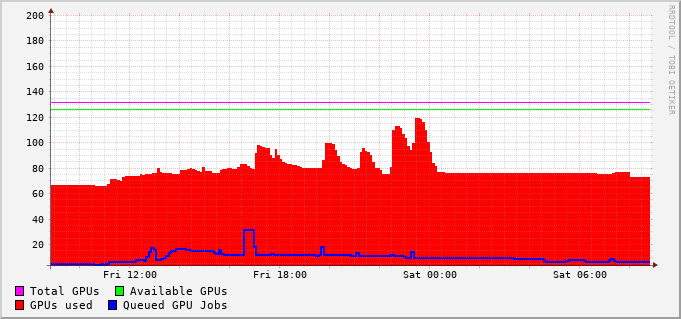 RRDTOOL / TOBI OETIKER
200
180
160
140
120
100
80
60
40
20
Fri 12:00 Fri 18:00 Sat 00:00 Sat 06:00
Total GPUs Available GPUs
GPUs used Queued GPU Jobs